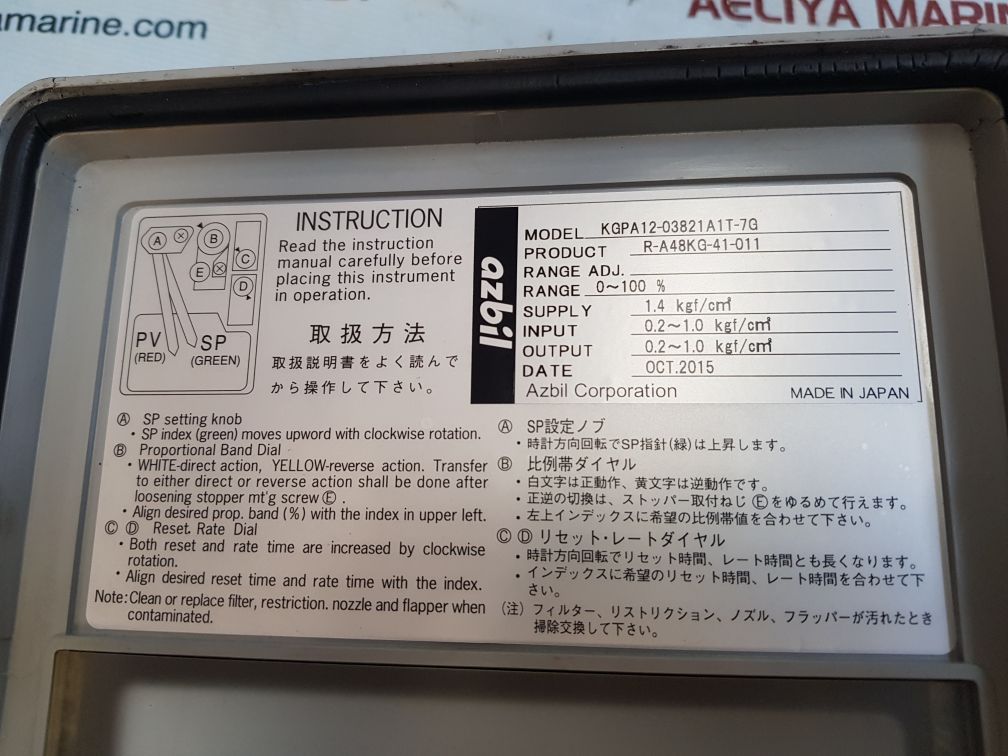 amarine.com
AELIYA MARIN
A
B
C
E
D
PV
(RED)
SP
(GREEN)
INSTRUCTION
Read the instruction
manual carefully before
placing this instrument
in operation.
取扱方法
取扱説明書をよく読んで
から操作して下さい。
azbil
MODEL KGPA12-03821A1T-7G
PRODUCT R-A48KG-41-011
RANGE ADJ.
RANGE 0～100 %
SUPPLY 1.4 kgf/c㎡
INPUT 0.2～1.0 kgf/c㎡
OUTPUT 0.2～1.0 kgf/c㎡
DATE OCT.2015
Azbil Corporation MADE IN JAPAN
Ⓐ SP setting knob
・SP index (green) moves upword with clockwise rotation.
Ⓑ Proportional Band Dial
・WHITE-direct action, YELLOW-reverse action. Transfer
to either direct or reverse action shall be done after
loosening stopper mt'g screw Ⓔ.
・Align desired prop. band (%) with the index in upper left.
Ⓒ Ⓓ Reset. Rate Dial
・Both reset and rate time are increased by clockwise
rotation.
・Align desired reset time and rate time with the index.
Note:Clean or replace filter, restriction. nozzle and flapper when
contaminated.
Ⓐ SP設定ノブ
・時計方向回転でSP指針(緑)は上昇します。
Ⓑ 比例帯ダイヤル
・白文字は正動作、黄文字は逆動作です。
・正逆の切換は、ストッパー取付ねじⒺをゆるめて行えます。
・左上インデックスに希望の比例帯値を合わせて下さい。
Ⓒ Ⓓ リセット・レートダイヤル
・時計方向回転でリセット時間、レート時間とも長くなります。
・インデックスに希望のリセット時間、レート時間を合わせて下
さい。
(注) フィルター、リストリクション、ノズル、フラッパーが汚れたとき
掃除交換して下さい。